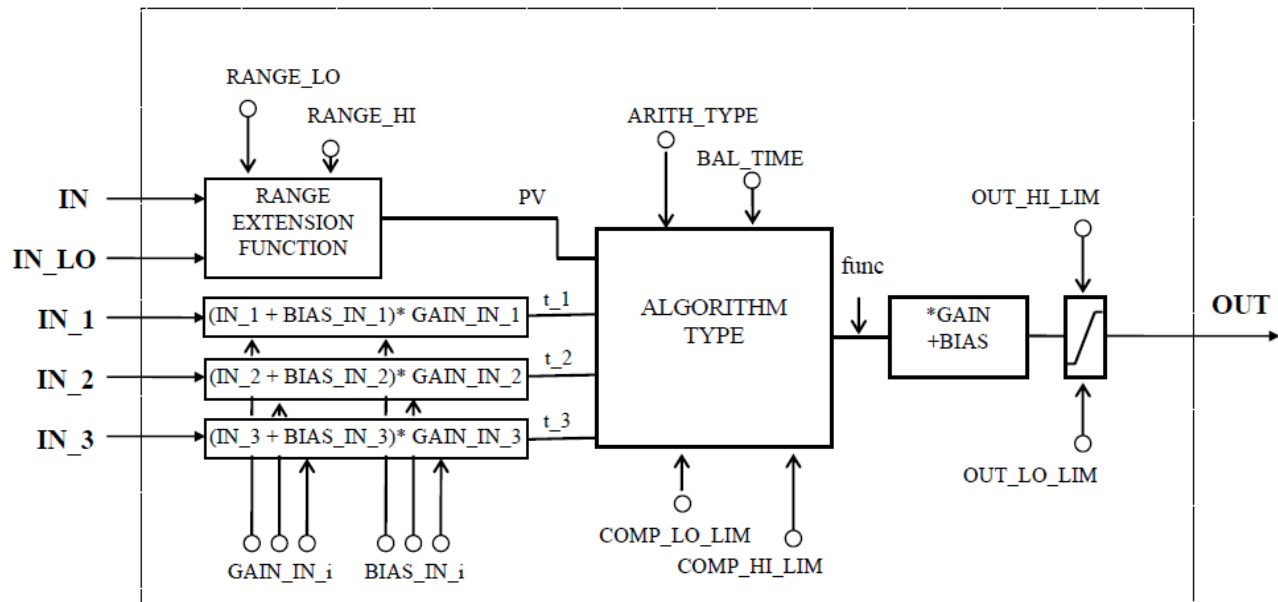 RANGE_LO
RANGE_HI
ARITH_TYPE
BAL_TIME
IN
RANGE
EXTENSION
FUNCTION
PV
OUT_HI_LIM
IN_LO
func
IN_1
(IN_1 + BIAS_IN_1)* GAIN_IN_1
t_1
ALGORITHM
TYPE
*GAIN
+BIAS
OUT
IN_2
(IN_2 + BIAS_IN_2)* GAIN_IN_2
t_2
IN_3
(IN_3 + BIAS_IN_3)* GAIN_IN_3
t_3
OUT_LO_LIM
COMP_LO_LIM
COMP_HI_LIM
GAIN_IN_i
BIAS_IN_i